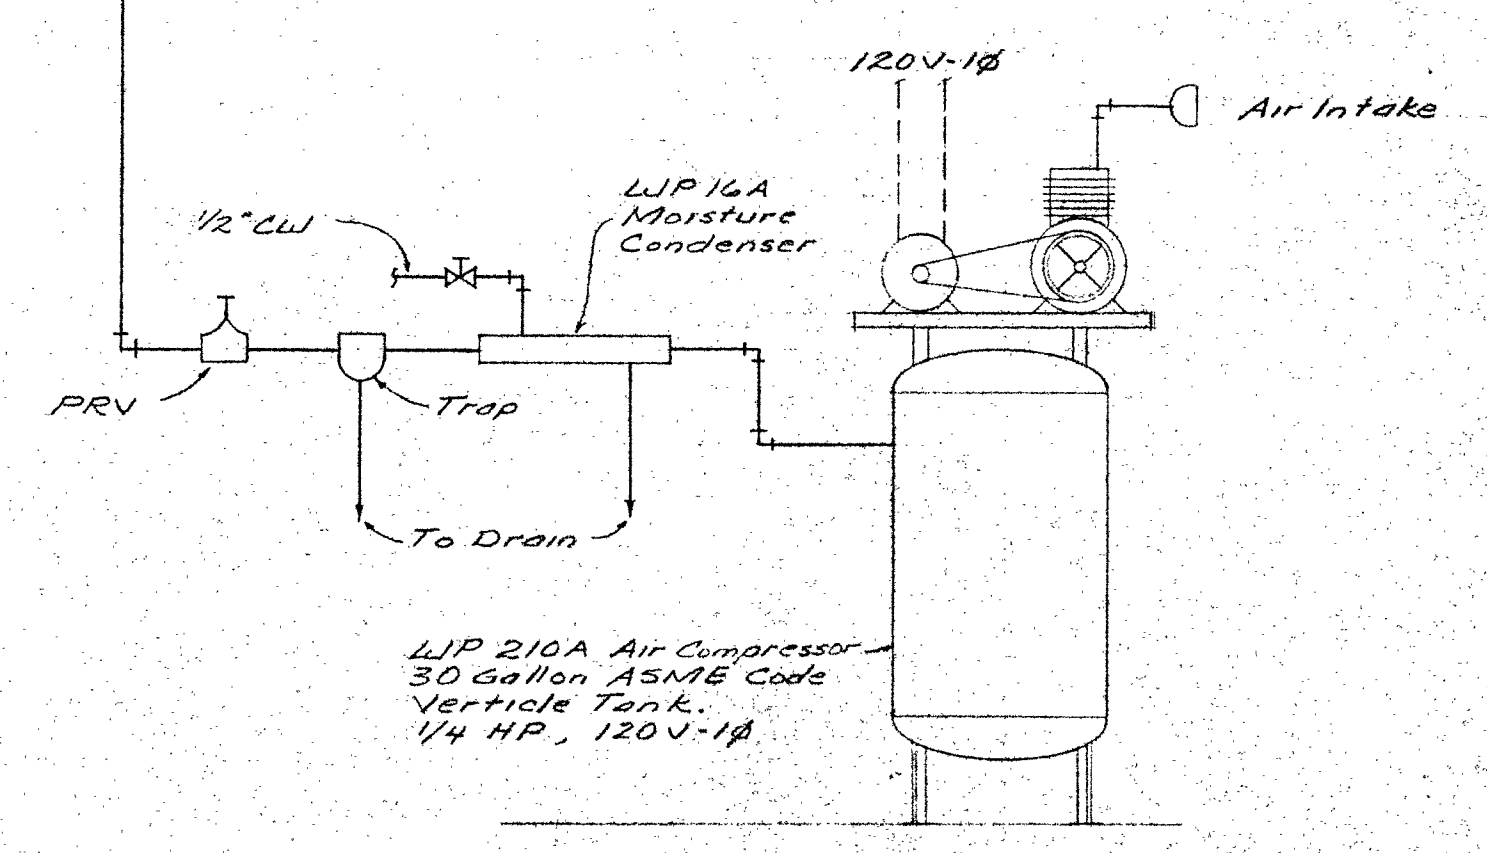 120V-1ø
Air Intake
WP 16A
Moisture
Condenser
1/2" CW
PRV
Trap
To Drain
WP 210A Air Compressor
30 Gallon ASME Code
Verticle Tank.
1/4 HP, 120V-1ø